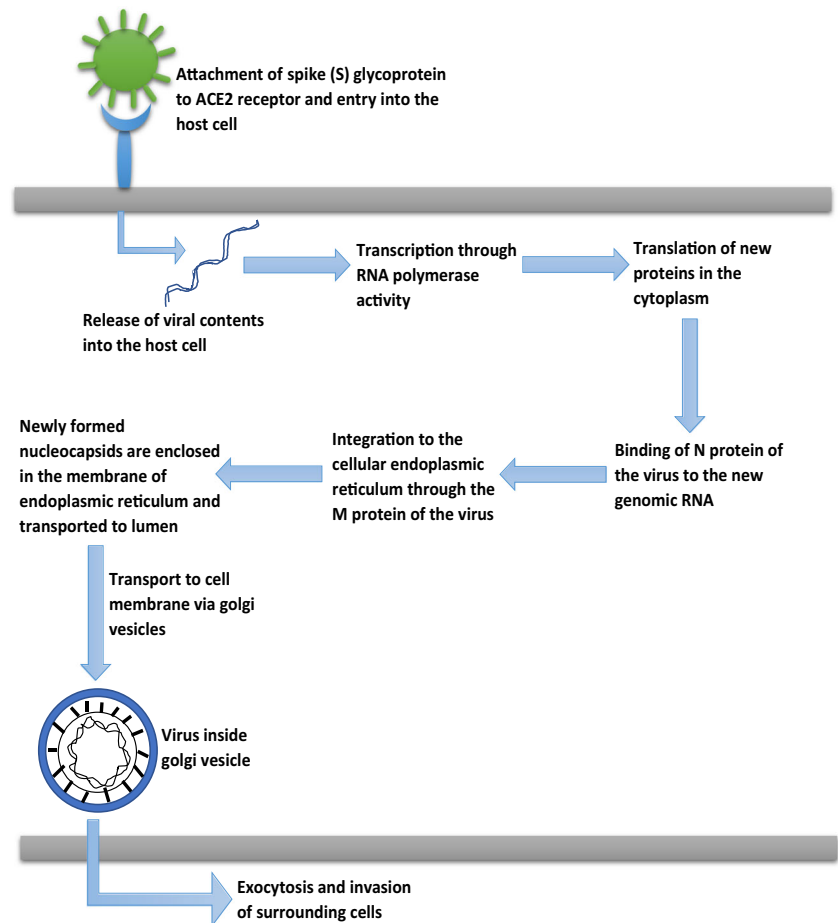 Attachment of spike (S) glycoprotein
to ACE2 receptor and entry into the
host cell
Release of viral contents
into the host cell
Transcription through
RNA polymerase
activity
Translation of new
proteins in the
cytoplasm
Binding of N protein of
the virus to the new
genomic RNA
Integration to the
cellular endoplasmic
reticulum through the
M protein of the virus
Newly formed
nucleocapsids are enclosed
in the membrane of
endoplasmic reticulum and
transported to lumen
Transport to cell
membrane via golgi
vesicles
Virus inside
golgi vesicle
Exocytosis and invasion
of surrounding cells